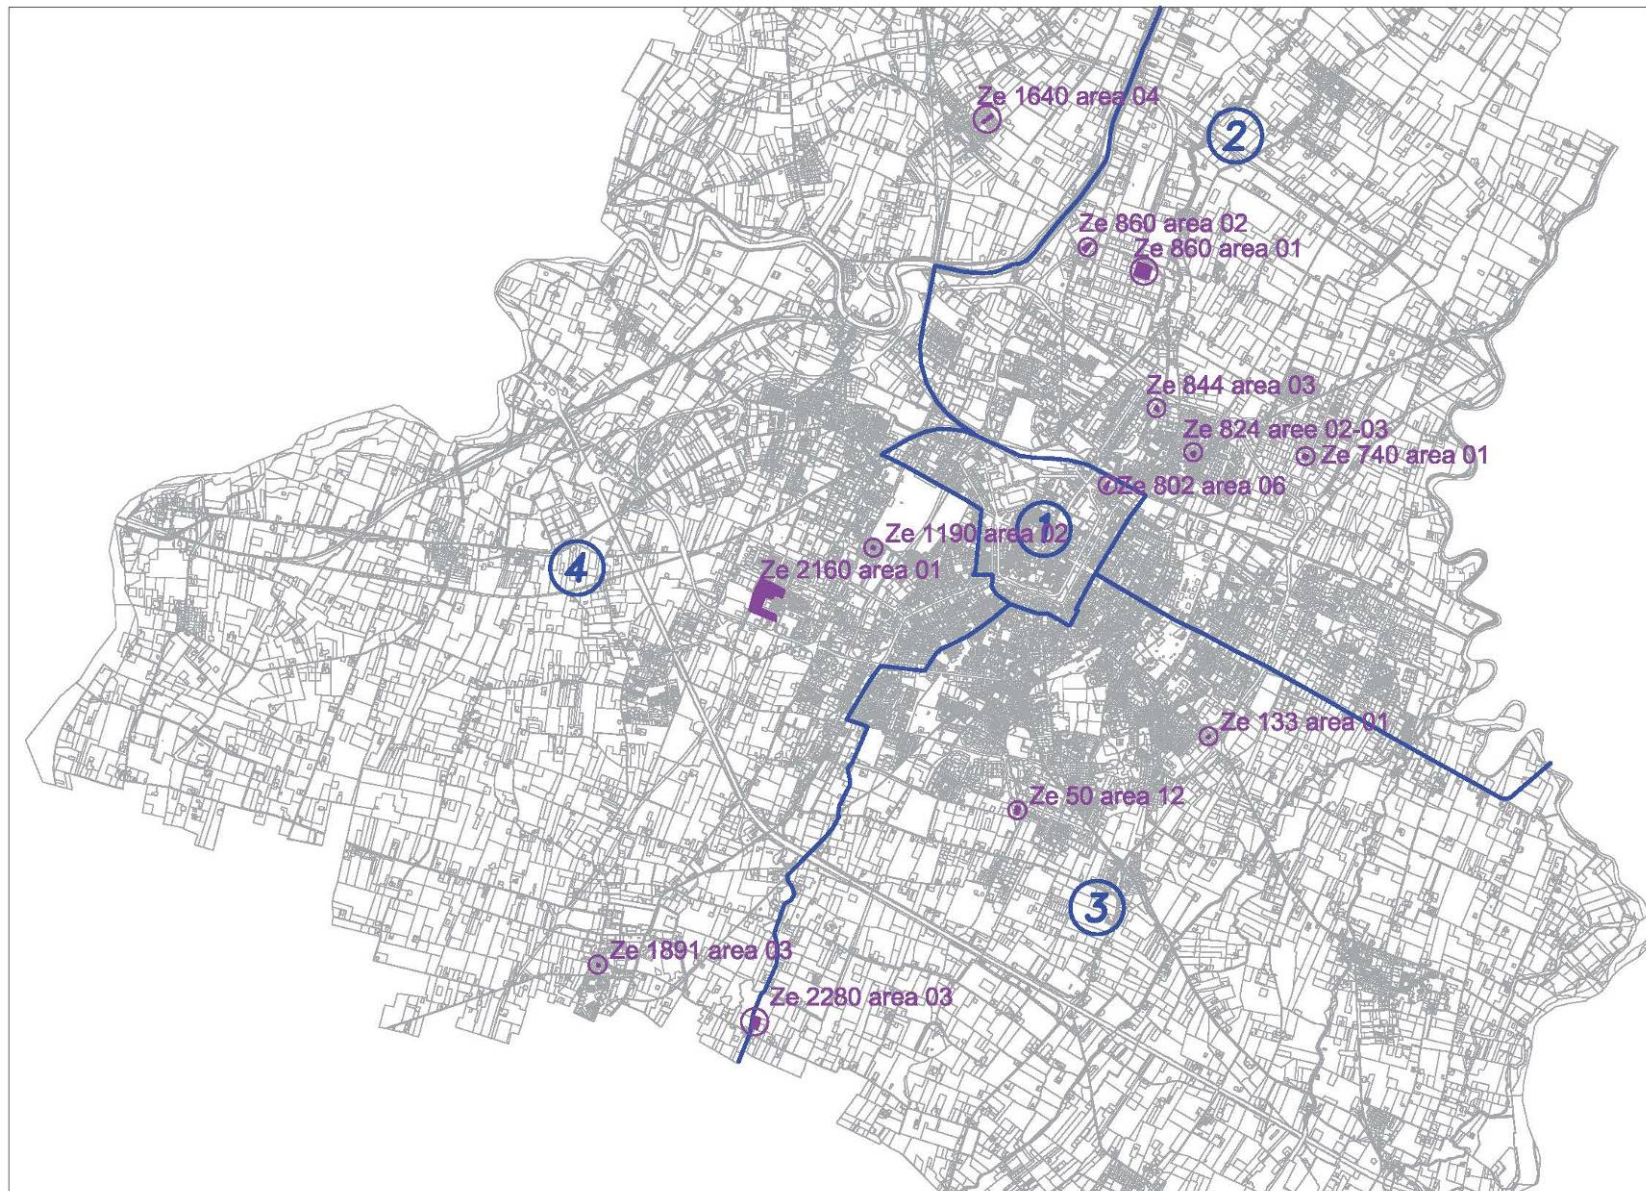 Ze 1640 area 04
2
Ze 860 area 02
Ze 860 area 01
Ze 844 area 03
Ze 824 aree 02-03
Ze 740 area 01
Ze 802 area 06
1
Ze 1190 area 02
4
Ze 2160 area 01
Ze 133 area 01
Ze 50 area 12
3
Ze 1891 area 03
Ze 2280 area 03